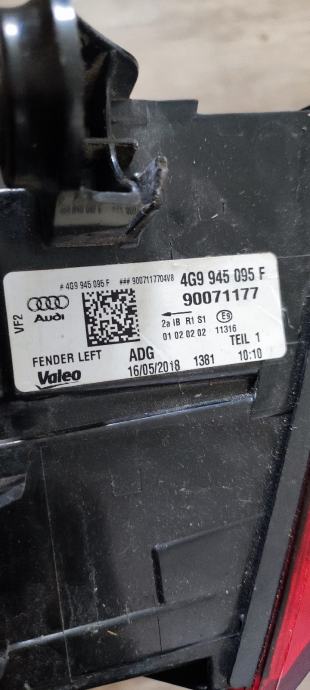 # 4G9 945 095 F ### 9007117704V8
4G9 945 095 F
90071177
VF2
Audi
2a IB R1 S1 E9
01 02 02 02 11316
TEIL 1
FENDER LEFT ADG
Valeo 16/05/2018 1381 10:10